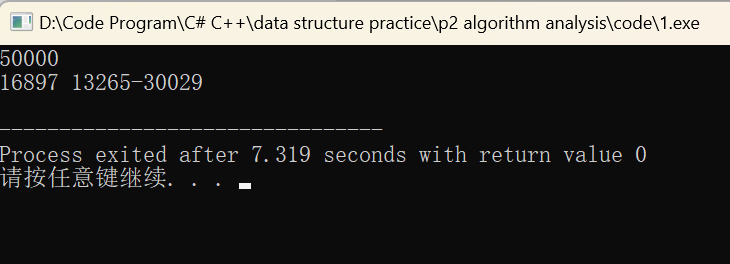 D:\Code Program\C# C++\data structure practice\p2 algorithm analysis\code\1.exe
50000
16897 13265-30029
--------------------------------
Process exited after 7.319 seconds with return value 0
请按任意键继续. . .